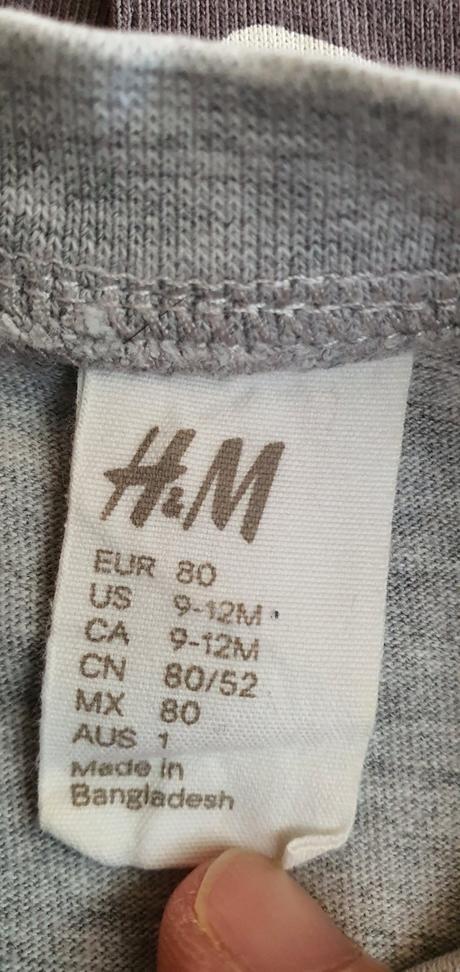 H&M
EUR 80
US 9-12M
CA 9-12M
CN 80/52
MX 80
AUS 1
Made in
Bangladesh